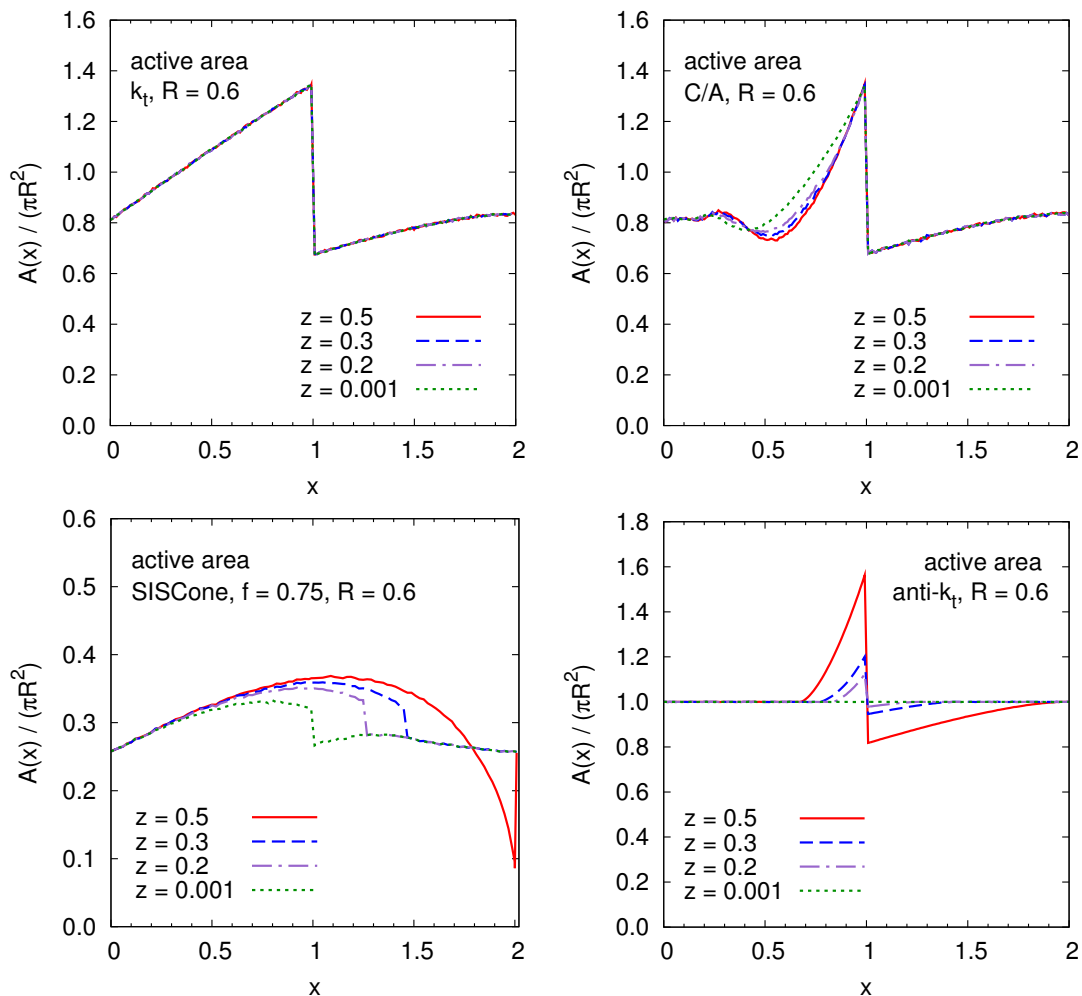 active area
k_t, R = 0.6
A(x) / (πR²)
1.6
1.4
1.2
1.0
0.8
0.6
0.4
0.2
0.0
z = 0.5
z = 0.3
z = 0.2
z = 0.001
0 0.5 1 1.5 2
x
active area
C/A, R = 0.6
A(x) / (πR²)
1.6
1.4
1.2
1.0
0.8
0.6
0.4
0.2
0.0
z = 0.5
z = 0.3
z = 0.2
z = 0.001
0 0.5 1 1.5 2
x
active area
SISCone, f = 0.75, R = 0.6
A(x) / (πR²)
0.6
0.5
0.4
0.3
0.2
0.1
0.0
z = 0.5
z = 0.3
z = 0.2
z = 0.001
0 0.5 1 1.5 2
x
active area
anti-k_t, R = 0.6
A(x) / (πR²)
1.8
1.6
1.4
1.2
1.0
0.8
0.6
0.4
0.2
0.0
z = 0.5
z = 0.3
z = 0.2
z = 0.001
0 0.5 1 1.5 2
x